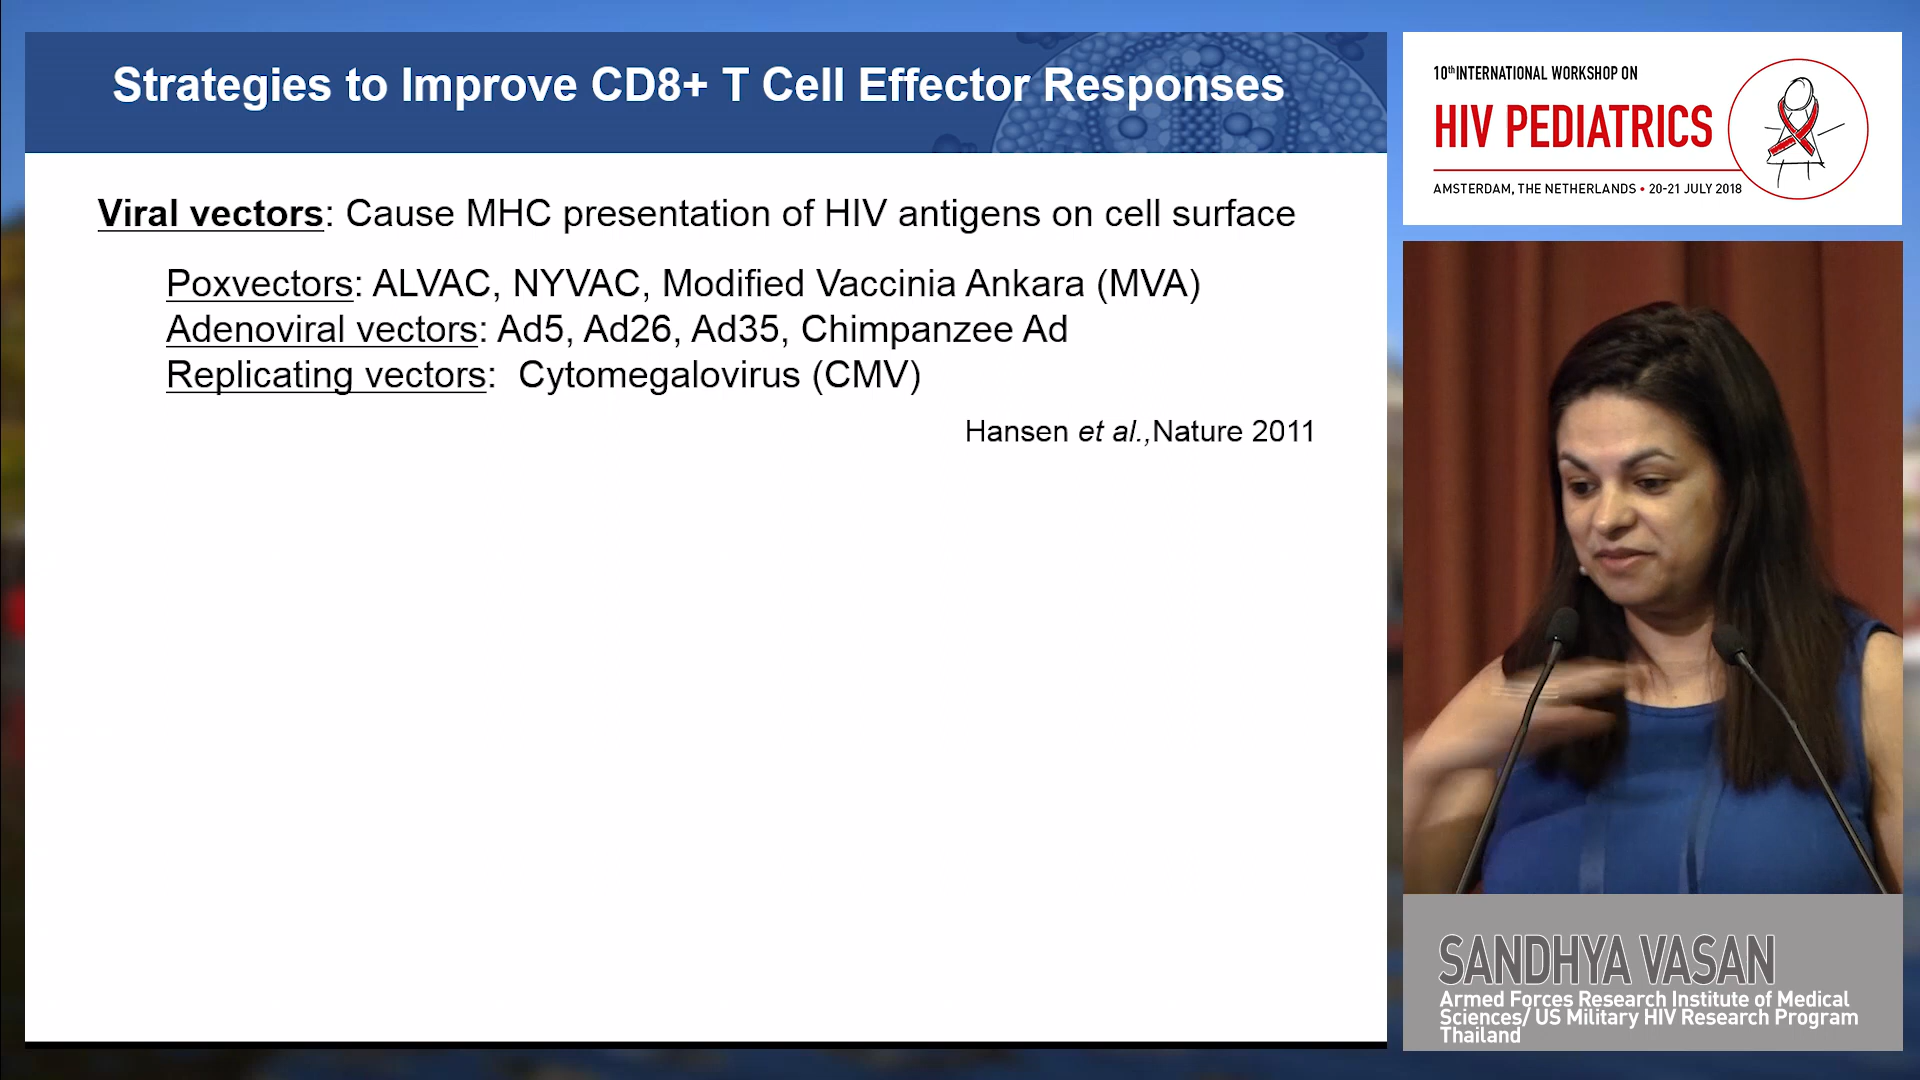 Strategies to Improve CD8+ T Cell Effector Responses
Viral vectors: Cause MHC presentation of HIV antigens on cell surface
Poxvectors: ALVAC, NYVAC, Modified Vaccinia Ankara (MVA)
Adenoviral vectors: Ad5, Ad26, Ad35, Chimpanzee Ad
Replicating vectors: Cytomegalovirus (CMV)
Hansen et al.,Nature 2011
10th INTERNATIONAL WORKSHOP ON
HIV PEDIATRICS
AMSTERDAM, THE NETHERLANDS • 20-21 JULY 2018
SANDHYA VASAN
Armed Forces Research Institute of Medical
Sciences/ US Military HIV Research Program
Thailand